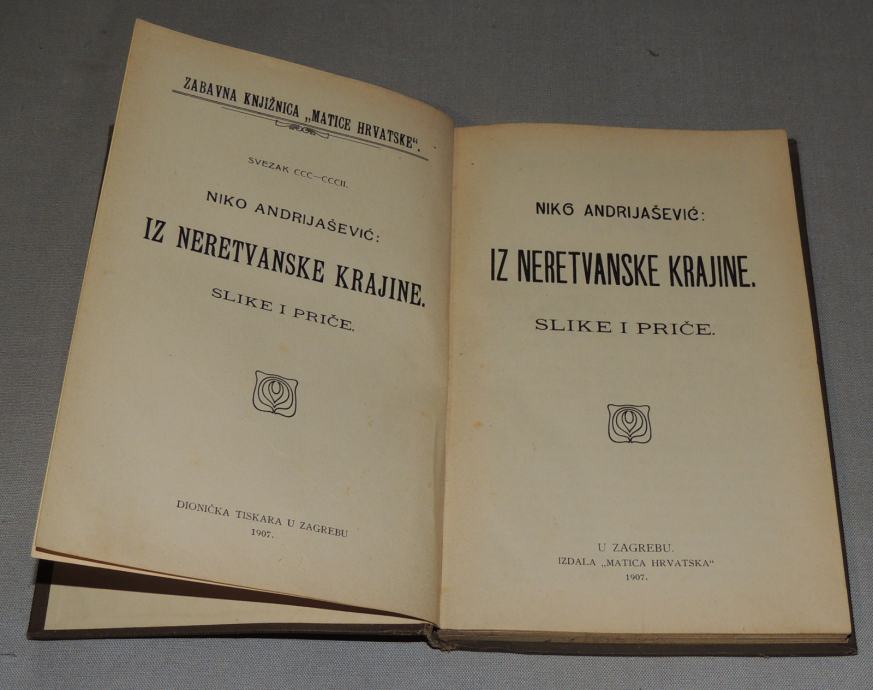 ZABAVNA KNJIŽNICA „MATICE HRVATSKE“.
SVEZAK CCC—CCCII.
NIKO ANDRIJAŠEVIĆ:
IZ NERETVANSKE KRAJINE.
SLIKE I PRIČE.
DIONIČKA TISKARA U ZAGREBU
1907.
NIKO ANDRIJAŠEVIĆ:
IZ NERETVANSKE KRAJINE.
SLIKE I PRIČE.
U ZAGREBU.
IZDALA „MATICA HRVATSKA“
1907.